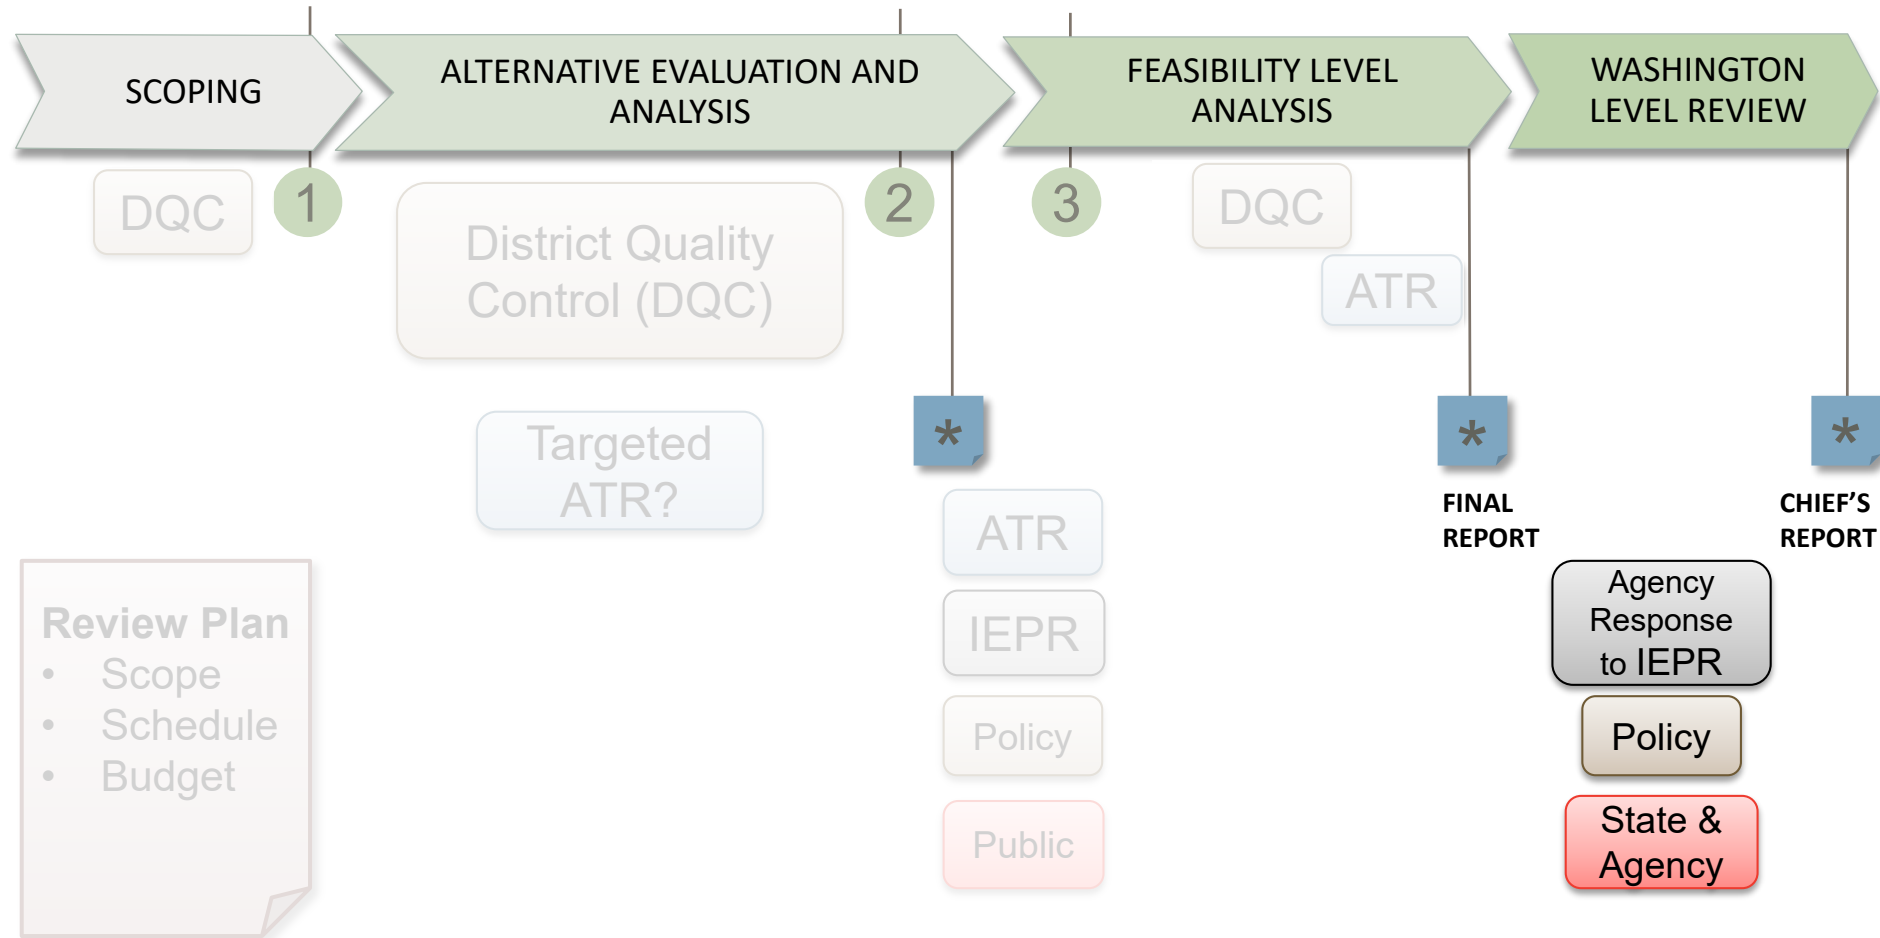 SCOPING
ALTERNATIVE EVALUATION AND
ANALYSIS
FEASIBILITY LEVEL
ANALYSIS
WASHINGTON
LEVEL REVIEW
DQC
1
District Quality
Control (DQC)
2
3
DQC
ATR
Targeted
ATR?
*
*
*
FINAL
REPORT
CHIEF'S
REPORT
ATR
IEPR
Policy
Public
Agency
Response
to IEPR
Policy
State &
Agency
Review Plan
• Scope
• Schedule
• Budget